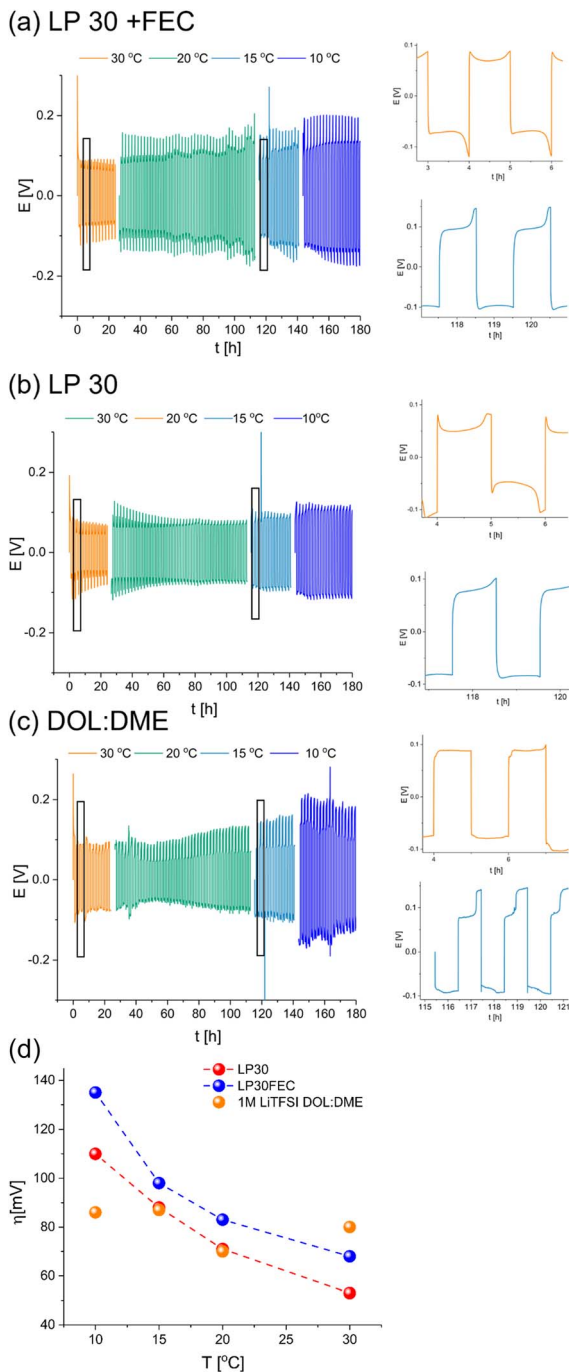 (a) LP 30 +FEC
30 °C 20 °C 15 °C 10 °C
E [V]
0.2
0.0
-0.2
0 20 40 60 80 100 120 140 160 180
t [h]
E [V]
0.1
0.0
-0.1
3 4 5 6
t [h]
E [V]
0.1
0.0
-0.1
118 119 120
t [h]
(b) LP 30
30 °C 20 °C 15 °C 10°C
E [V]
0.2
0.0
-0.2
0 20 40 60 80 100 120 140 160 180
t [h]
E [V]
0.1
0.0
-0.1
4 5 6
t [h]
E [V]
0.1
0.0
-0.1
118 120
t [h]
(c) DOL:DME
30 °C 20 °C 15 °C 10 °C
E [V]
0.2
0.0
-0.2
0 20 40 60 80 100 120 140 160 180
t [h]
E [V]
0.1
0.0
-0.1
4 6
t [h]
E [V]
0.1
0.0
-0.1
115 116 117 118 119 120 121
t [h]
(d)
LP30
LP30FEC
1M LiTFSI DOL:DME
η[mV]
140
120
100
80
60
40
10 15 20 25 30
T [°C]